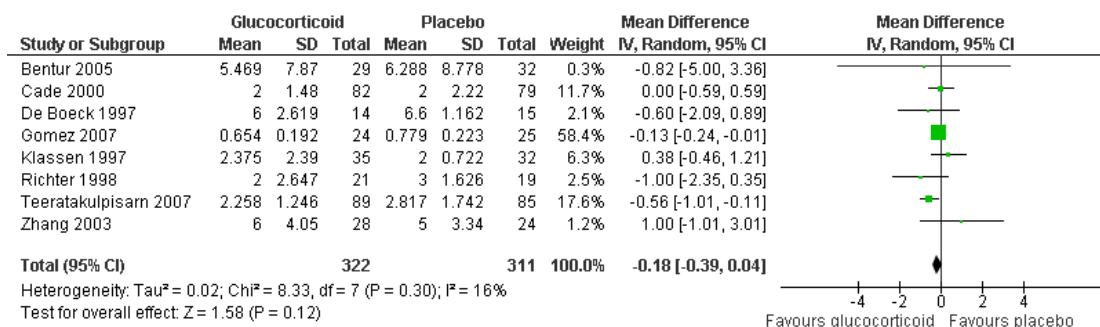 Glucocorticoid Placebo Mean Difference Mean Difference
Study or Subgroup Mean SD Total Mean SD Total Weight IV, Random, 95% CI IV, Random, 95% CI
Bentur 2005 5.469 7.87 29 6.288 8.778 32 0.3% -0.82 [-5.00, 3.36]
Cade 2000 2 1.48 82 2 2.22 79 11.7% 0.00 [-0.59, 0.59]
De Boeck 1997 6 2.619 14 6.6 1.162 15 2.1% -0.60 [-2.09, 0.89]
Gomez 2007 0.654 0.192 24 0.779 0.223 25 58.4% -0.13 [-0.24, -0.01]
Klassen 1997 2.375 2.39 35 2 0.722 32 6.3% 0.38 [-0.46, 1.21]
Richter 1998 2 2.647 21 3 1.626 19 2.5% -1.00 [-2.35, 0.35]
Teeratakulpisarn 2007 2.258 1.246 89 2.817 1.742 85 17.6% -0.56 [-1.01, -0.11]
Zhang 2003 6 4.05 28 5 3.34 24 1.2% 1.00 [-1.01, 3.01]
Total (95% CI) 322 311 100.0% -0.18 [-0.39, 0.04]
Heterogeneity: Tau² = 0.02; Chi² = 8.33, df = 7 (P = 0.30); I² = 16%
Test for overall effect: Z = 1.58 (P = 0.12)
-4 -2 0 2 4
Favours glucocorticoid Favours placebo